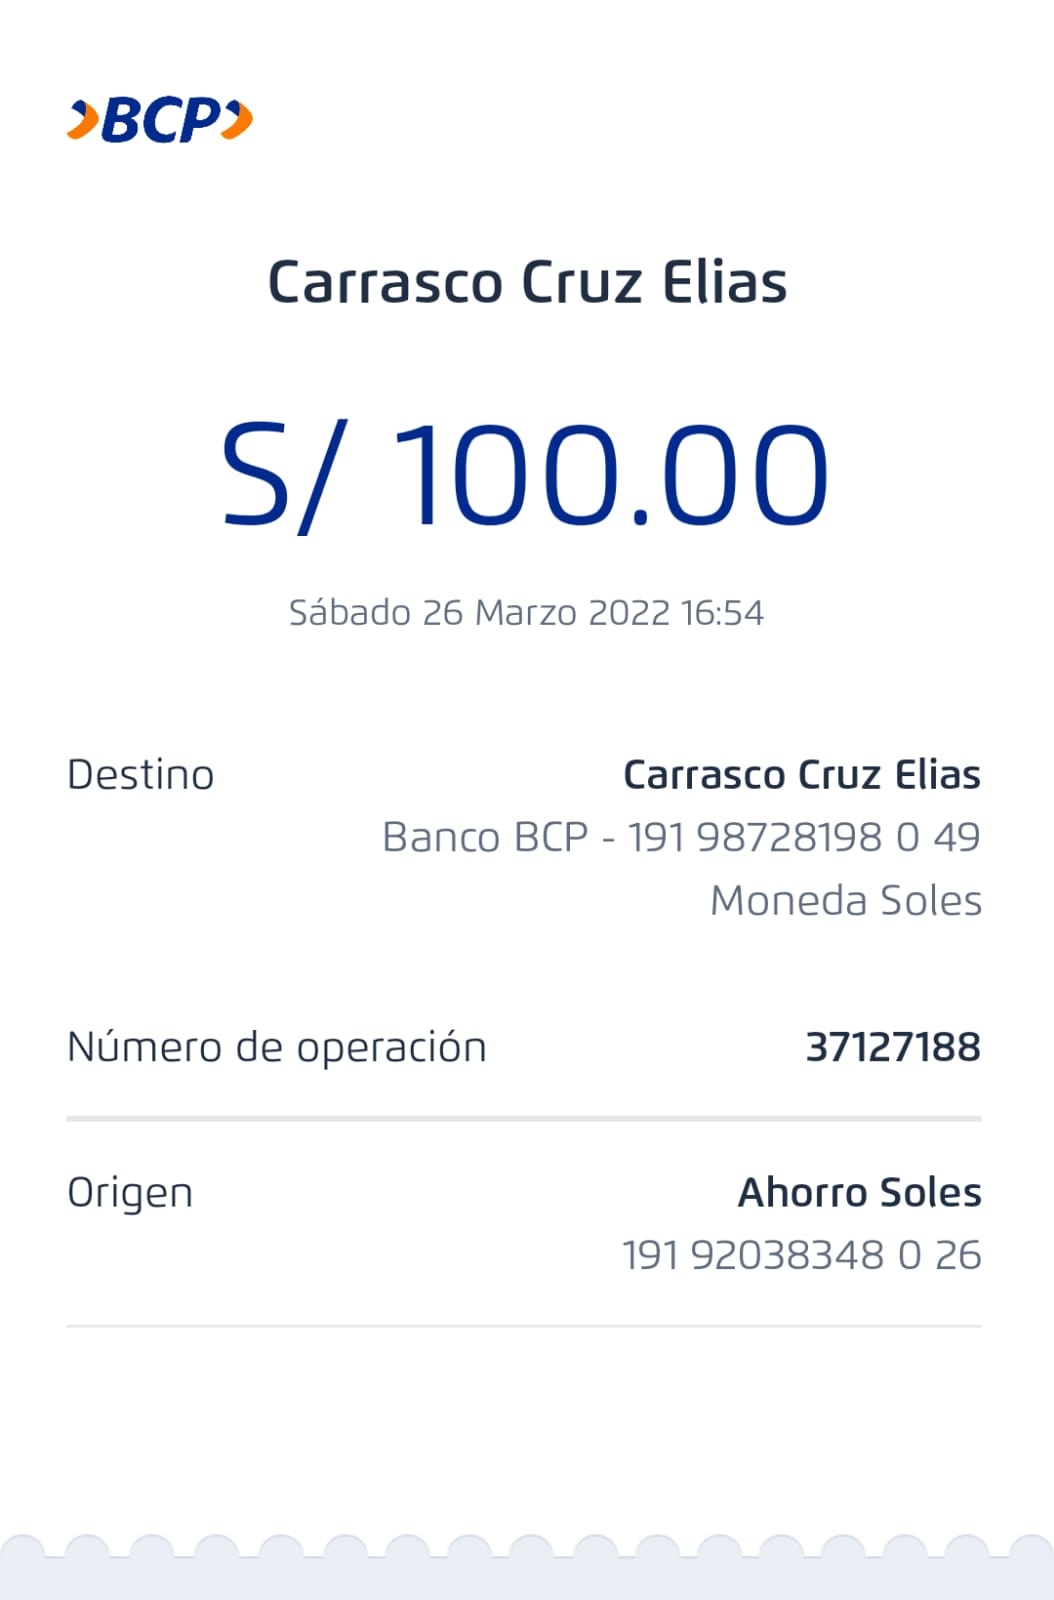 BCP
Carrasco Cruz Elias
S/ 100.00
Sábado 26 Marzo 2022 16:54
Destino
Carrasco Cruz Elias
Banco BCP - 191 98728198 0 49
Moneda Soles
Número de operación
37127188
Origen
Ahorro Soles
191 92038348 0 26